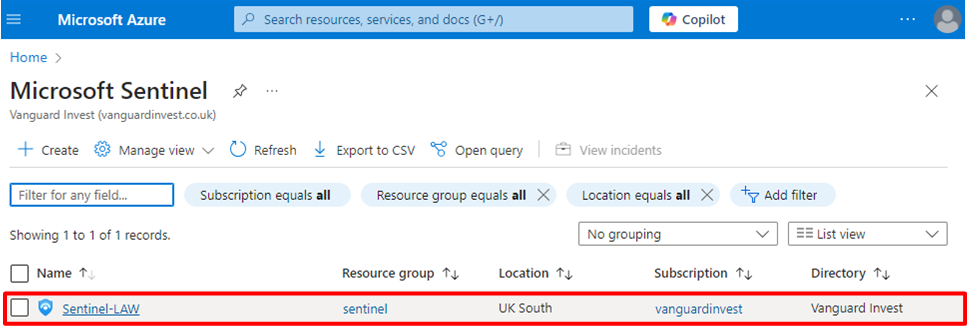 Microsoft Azure Search resources, services, and docs (G+/) Copilot ...
Home >
Microsoft Sentinel ...
Vanguard Invest (vanguardinvest.co.uk)
+ Create Manage view Refresh Export to CSV Open query View incidents
Filter for any field... Subscription equals all Resource group equals all Location equals all Add filter
Showing 1 to 1 of 1 records. No grouping List view
Name ↑↓ Resource group ↑↓ Location ↑↓ Subscription ↑↓ Directory ↑↓
Sentinel-LAW sentinel UK South vanguardinvest Vanguard Invest